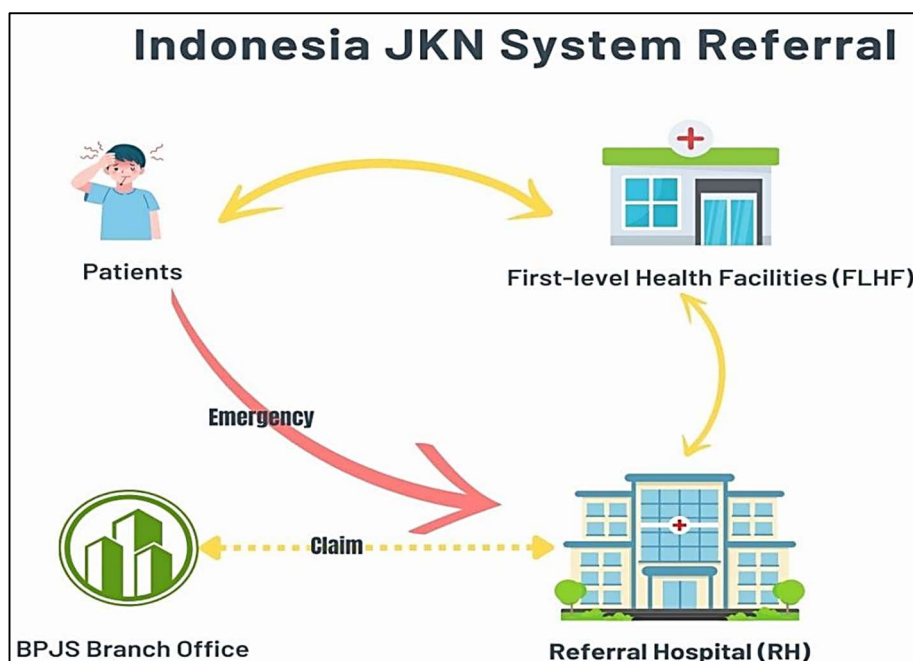 Indonesia JKN System Referral
Patients
First-level Health Facilities (FLHF)
Emergency
Claim
BPJS Branch Office
Referral Hospital (RH)